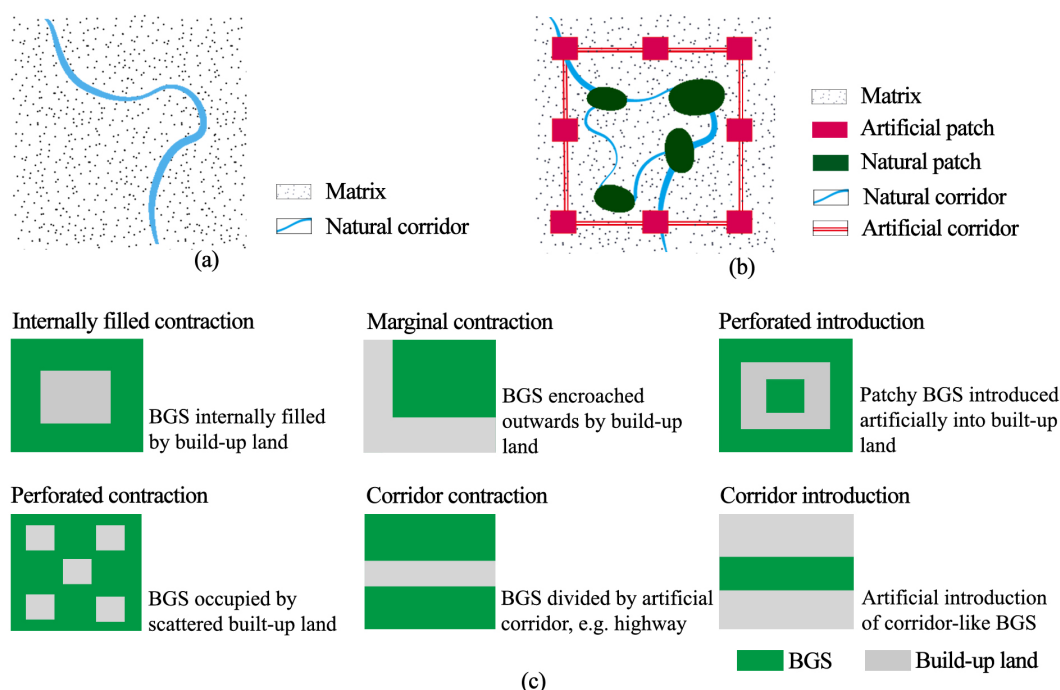 Matrix
Natural corridor
(a)
Matrix
Artificial patch
Natural patch
Natural corridor
Artificial corridor
(b)
Internally filled contraction
BGS internally filled
by build-up land
Marginal contraction
BGS encroached
outwards by build-up
land
Perforated introduction
Patchy BGS introduced
artificially into built-up
land
Perforated contraction
BGS occupied by
scattered built-up land
Corridor contraction
BGS divided by artificial
corridor, e.g. highway
Corridor introduction
Artificial introduction
of corridor-like BGS
BGS
Build-up land
(c)